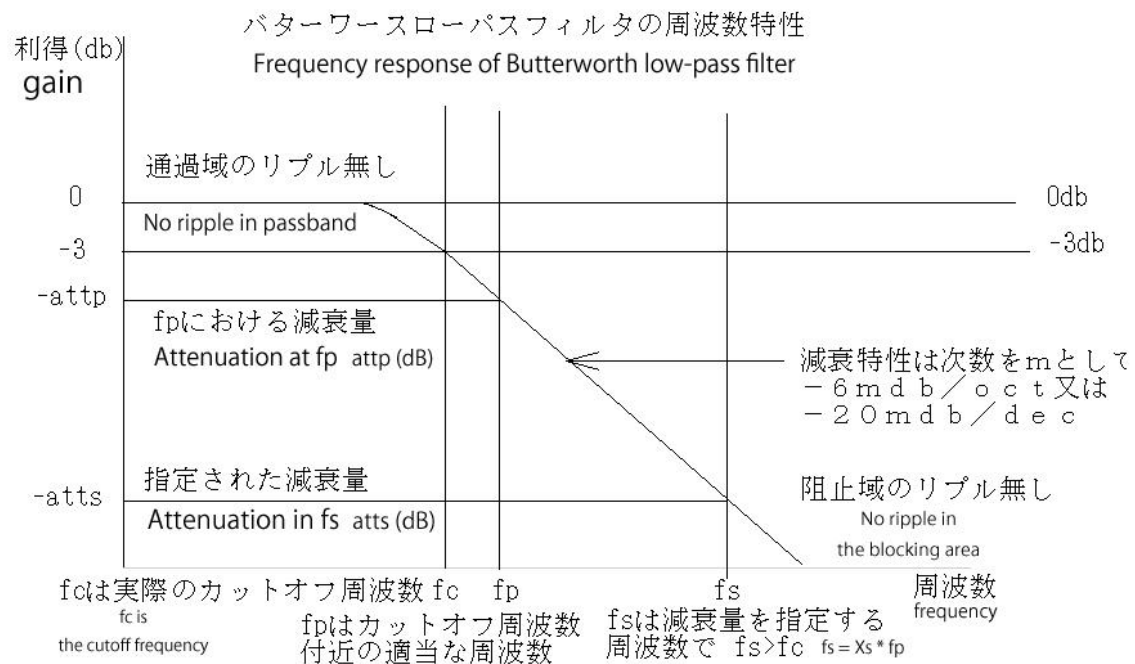 バターワースローパスフィルタの周波数特性
利得(db)
gain
Frequency response of Butterworth low-pass filter
通過域のリプル無し
0
0db
No ripple in passband
-3
-3db
-attp
fpにおける減衰量
Attenuation at fp attp (dB)
減衰特性は次数をmとして
－６ｍｄｂ／ｏｃｔ又は
－２０ｍｄｂ／ｄｅｃ
指定された減衰量
-atts
Attenuation in fs atts (dB)
阻止域のリプル無し
No ripple in
the blocking area
fcは実際のカットオフ周波数 fc fp fs 周波数
frequency
fc is
the cutoff frequency
fpはカットオフ周波数
付近の適当な周波数
fsは減衰量を指定する
周波数で fs>fc fs = Xs * fp